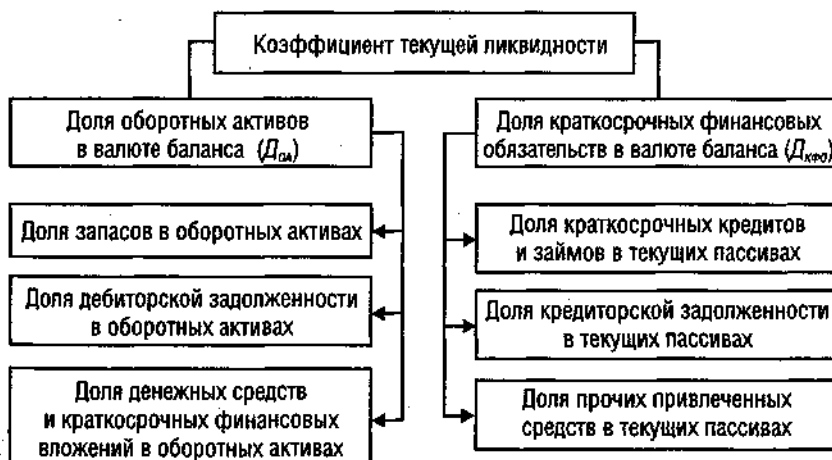 Коэффициент текущей ликвидности
Доля оборотных активов
в валюте баланса (Д_ОА)
Доля запасов в оборотных активах
Доля дебиторской задолженности
в оборотных активах
Доля денежных средств
и краткосрочных финансовых
вложений в оборотных активах
Доля краткосрочных финансовых
обязательств в валюте баланса (Д_КФО)
Доля краткосрочных кредитов
и займов в текущих пассивах
Доля кредиторской задолженности
в текущих пассивах
Доля прочих привлеченных
средств в текущих пассивах